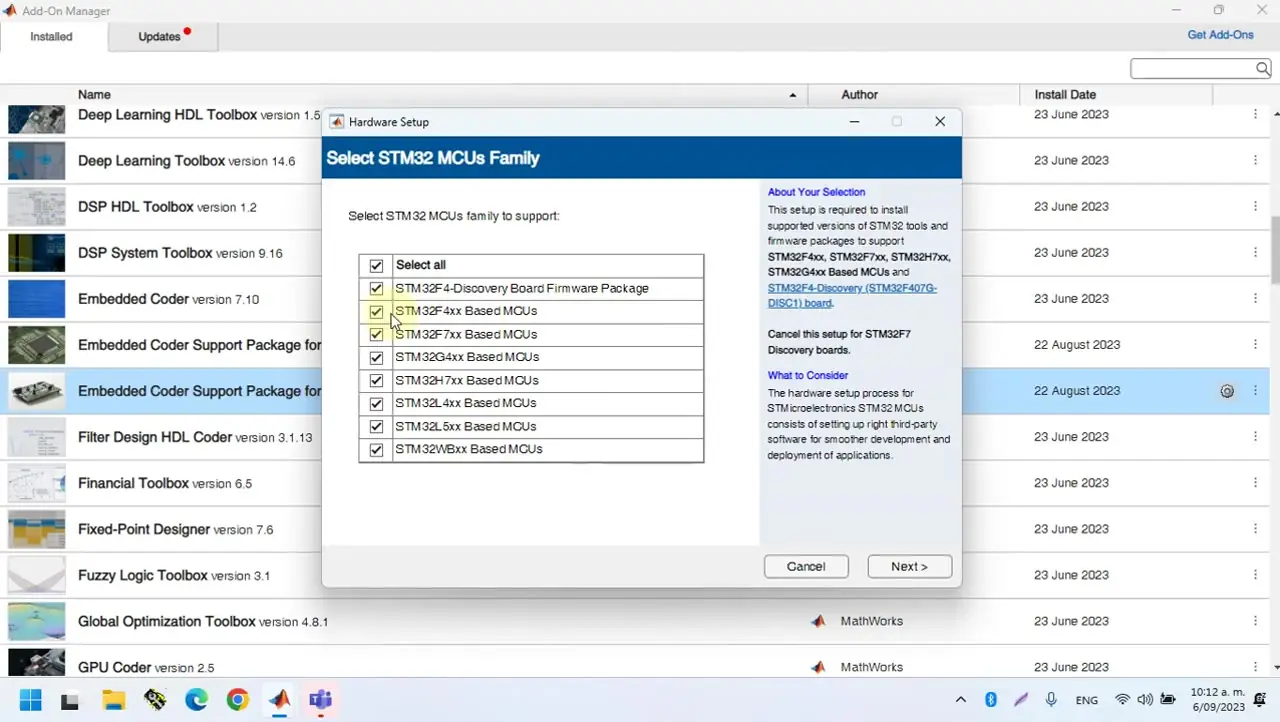 Add-On Manager
Installed
Updates
Get Add-Ons
Name
Author
Install Date
Deep Learning HDL Toolbox version 1.5
23 June 2023
Deep Learning Toolbox version 14.6
23 June 2023
DSP HDL Toolbox version 1.2
23 June 2023
DSP System Toolbox version 9.16
23 June 2023
Embedded Coder version 7.10
23 June 2023
Embedded Coder Support Package for
22 August 2023
Embedded Coder Support Package for
22 August 2023
Filter Design HDL Coder version 3.1.13
23 June 2023
Financial Toolbox version 6.5
23 June 2023
Fixed-Point Designer version 7.6
23 June 2023
Fuzzy Logic Toolbox version 3.1
23 June 2023
Global Optimization Toolbox version 4.8.1
MathWorks
23 June 2023
GPU Coder version 2.5
MathWorks
23 June 2023
Hardware Setup
Select STM32 MCUs Family
Select STM32 MCUs family to support:
Select all
STM32F4-Discovery Board Firmware Package
STM32F4xx Based MCUs
STM32F7xx Based MCUs
STM32G4xx Based MCUs
STM32H7xx Based MCUs
STM32L4xx Based MCUs
STM32L5xx Based MCUs
STM32WBxx Based MCUs
About Your Selection
This setup is required to install
supported versions of STM32 tools and
firmware packages to support
STM32F4xx, STM32F7xx, STM32H7xx,
STM32G4xx Based MCUs and
STM32F4-Discovery (STM32F407G-
DISC1) board.
Cancel this setup for STM32F7
Discovery boards.
What to Consider
The hardware setup process for
STMicroelectronics STM32 MCUs
consists of setting up right third-party
software for smoother development and
deployment of applications.
Cancel
Next >
ENG
10:12 a. m.
6/09/2023